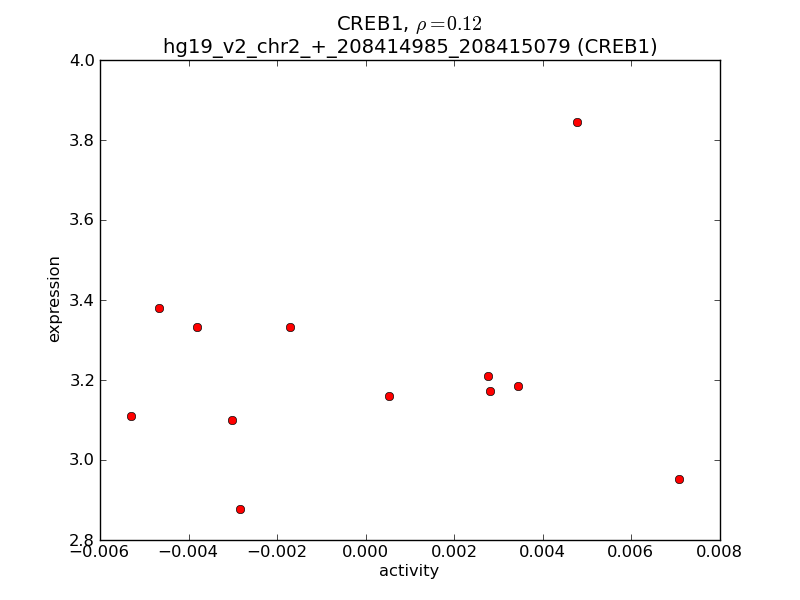 CREB1, ρ=0.12
hg19_v2_chr2_+_208414985_208415079 (CREB1)
4.0
3.8
3.6
3.4
3.2
3.0
2.8
expression
−0.006 −0.004 −0.002 0.000 0.002 0.004 0.006 0.008
activity